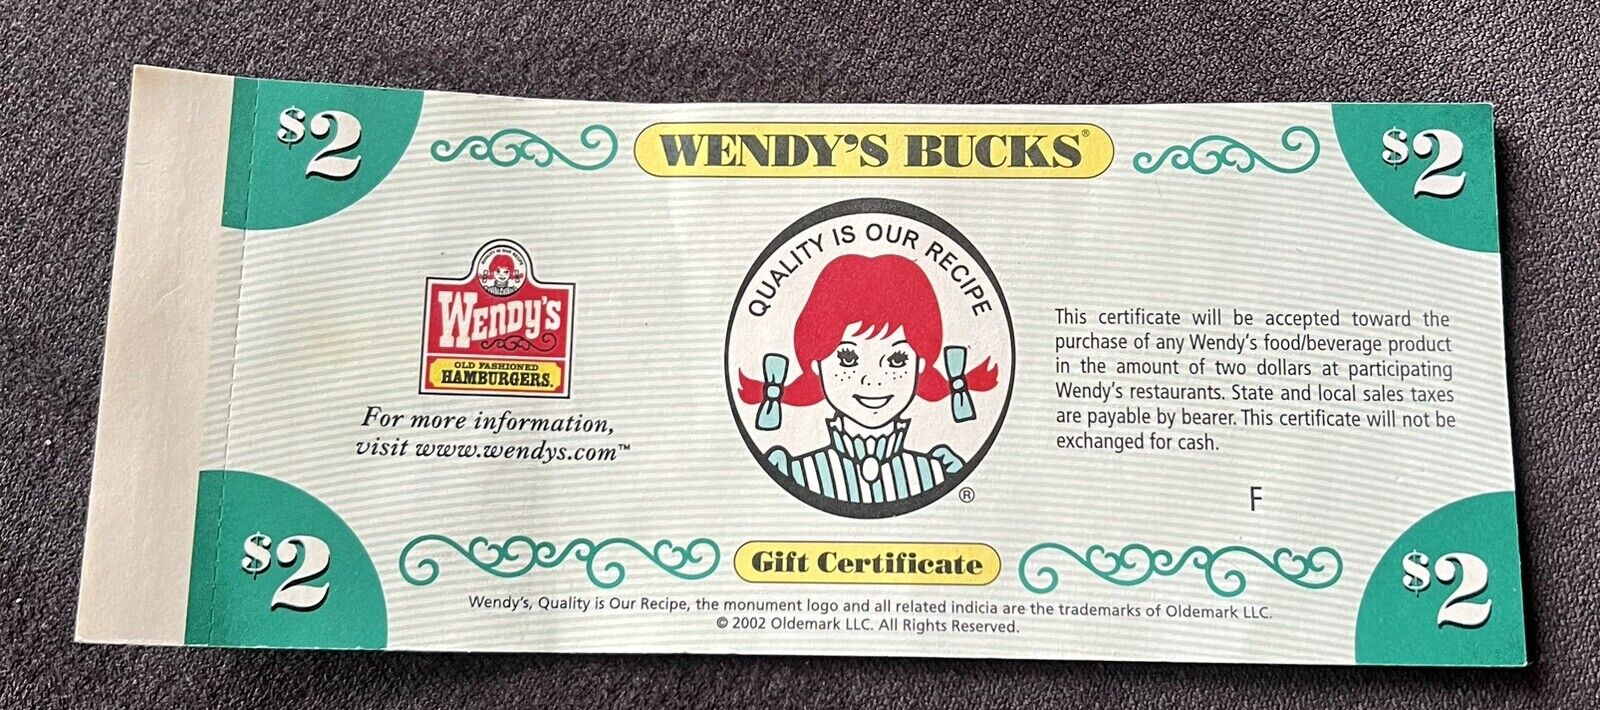 $2
WENDY'S BUCKS®
$2
QUALITY IS OUR RECIPE
®
QUALITY IS OUR RECIPE
Wendy's
OLD FASHIONED
HAMBURGERS.
For more information,
visit www.wendys.com™
This certificate will be accepted toward the
purchase of any Wendy's food/beverage product
in the amount of two dollars at participating
Wendy's restaurants. State and local sales taxes
are payable by bearer. This certificate will not be
exchanged for cash.
F
$2
Gift Certificate
$2
Wendy's, Quality is Our Recipe, the monument logo and all related indicia are the trademarks of Oldemark LLC.
© 2002 Oldemark LLC. All Rights Reserved.